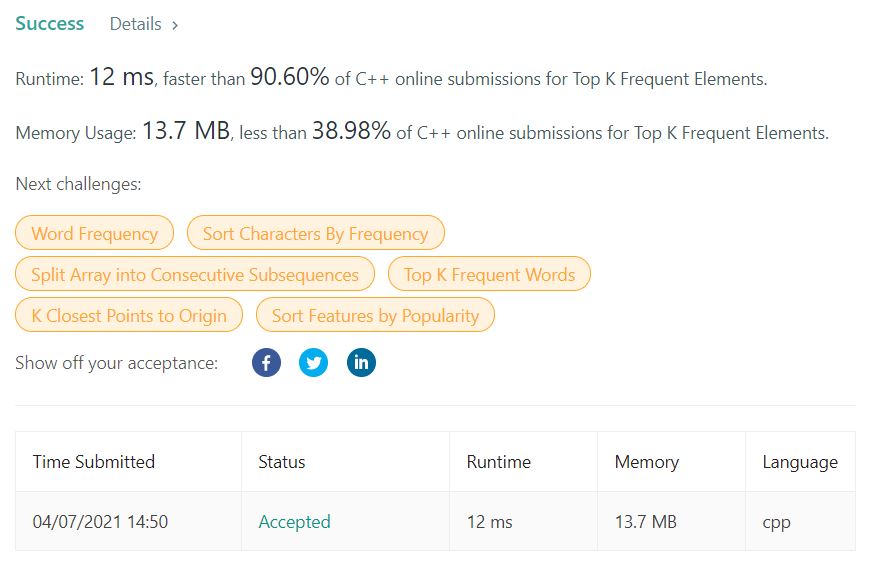 Success Details >
Runtime: 12 ms, faster than 90.60% of C++ online submissions for Top K Frequent Elements.
Memory Usage: 13.7 MB, less than 38.98% of C++ online submissions for Top K Frequent Elements.
Next challenges:
Word Frequency Sort Characters By Frequency
Split Array into Consecutive Subsequences Top K Frequent Words
K Closest Points to Origin Sort Features by Popularity
Show off your acceptance: f in
Time Submitted Status Runtime Memory Language
04/07/2021 14:50 Accepted 12 ms 13.7 MB cpp